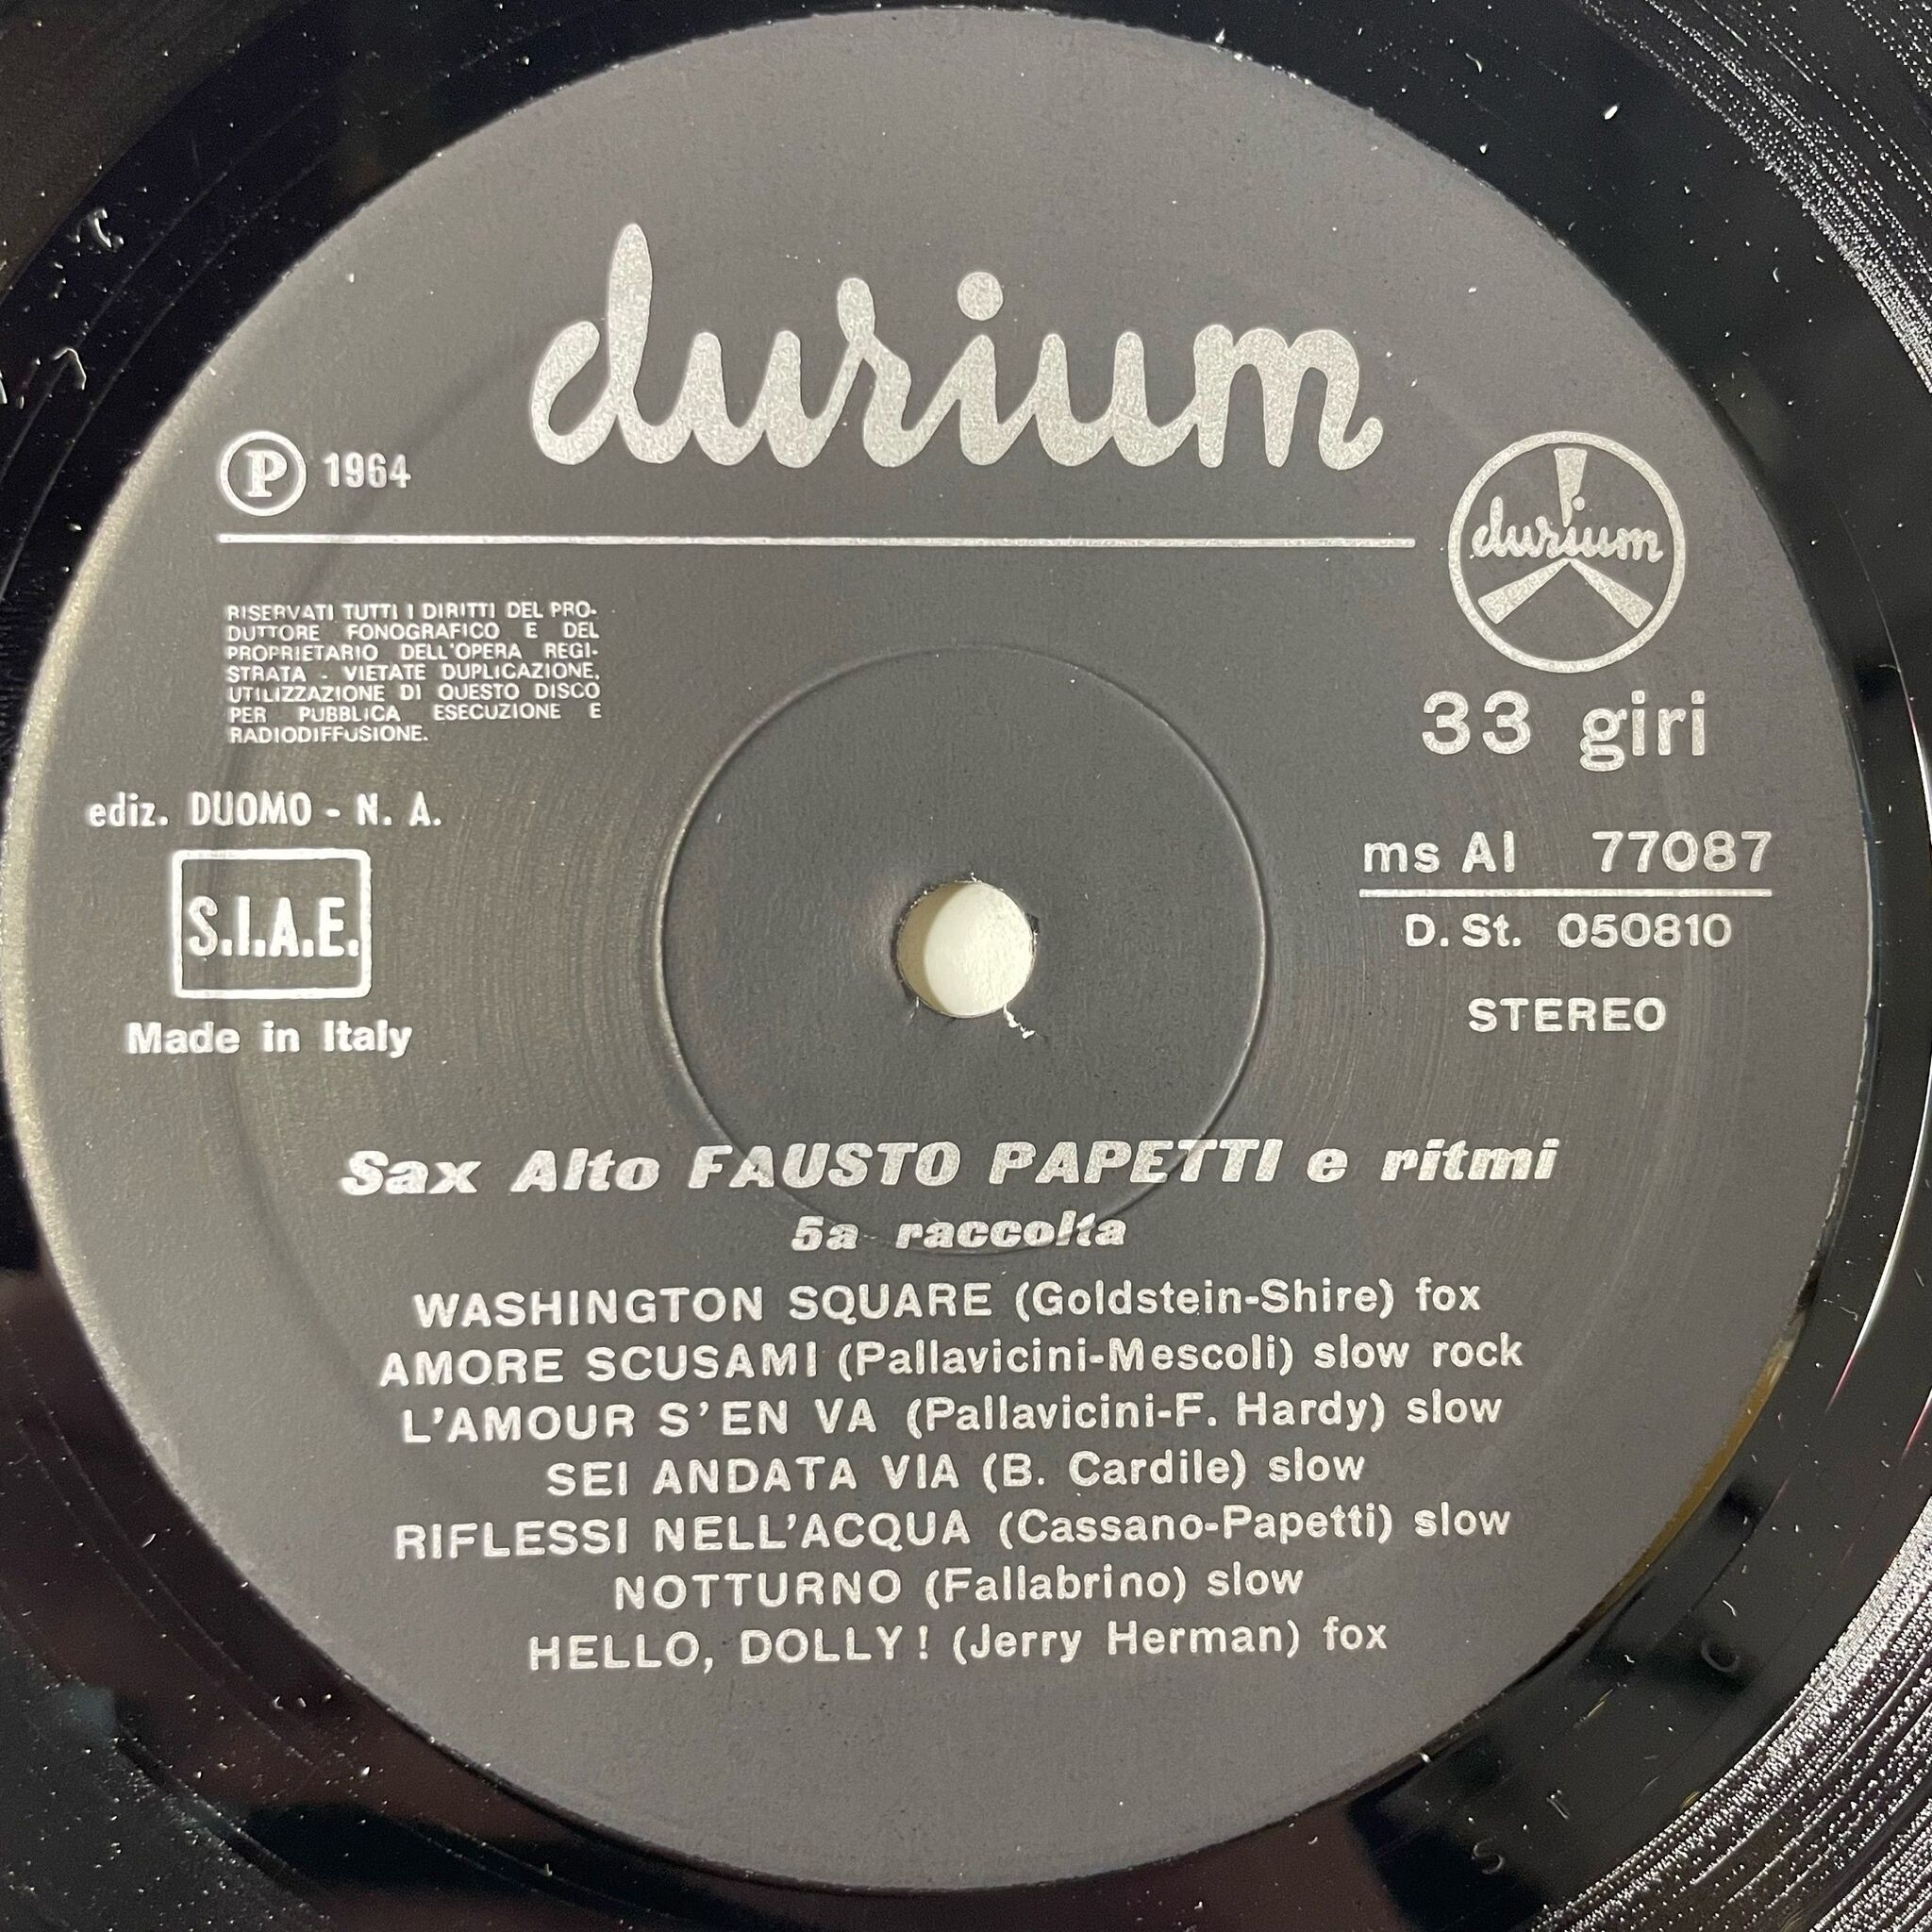 durium
P 1964
durium
RISERVATI TUTTI I DIRITTI DEL PRO-
DUTTORE FONOGRAFICO E DEL
PROPRIETARIO DELL'OPERA REGI-
STRATA - VIETATE DUPLICAZIONE,
UTILIZZAZIONE DI QUESTO DISCO
PER PUBBLICA ESECUZIONE E
RADIODIFFUSIONE.
33 giri
ediz. DUOMO - N. A.
S.I.A.E.
Made in Italy
ms AI 77087
D. St. 050810
STEREO
Sax Alto FAUSTO PAPETTI e ritmi
5a raccolta
WASHINGTON SQUARE (Goldstein-Shire) fox
AMORE SCUSAMI (Pallavicini-Mescoli) slow rock
L'AMOUR S'EN VA (Pallavicini-F. Hardy) slow
SEI ANDATA VIA (B. Cardile) slow
RIFLESSI NELL'ACQUA (Cassano-Papetti) slow
NOTTURNO (Fallabrino) slow
HELLO, DOLLY! (Jerry Herman) fox